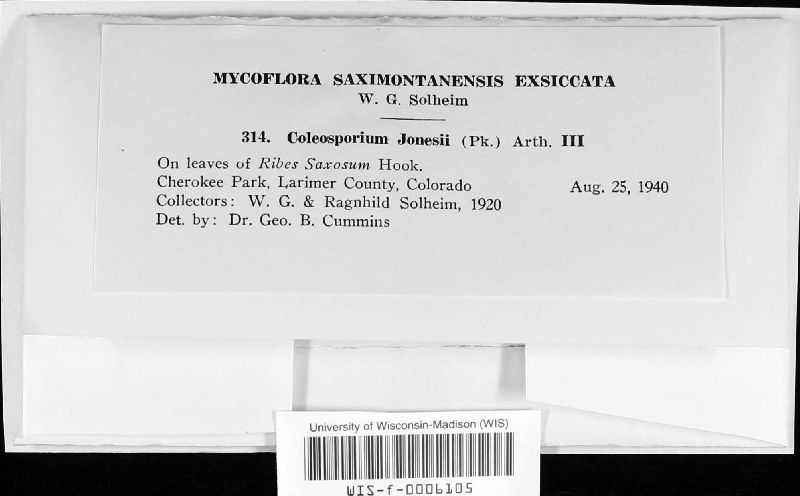 MYCOFLORA SAXIMONTANENSIS EXSICCATA
W. G. Solheim
314. Coleosporium Jonesii (Pk.) Arth. III
On leaves of Ribes Saxosum Hook.
Cherokee Park, Larimer County, Colorado Aug. 25, 1940
Collectors: W. G. & Ragnhild Solheim, 1920
Det. by: Dr. Geo. B. Cummins
University of Wisconsin-Madison (WIS)
WIS-f-0006105